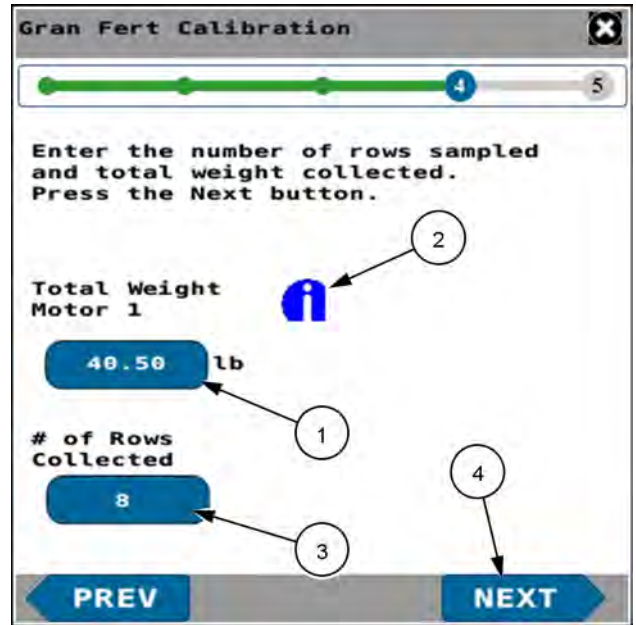 Gran Fert Calibration
4
5
Enter the number of rows sampled
and total weight collected.
Press the Next button.
2
Total Weight
Motor 1
40.50 lb
1
# of Rows
Collected
4
8
3
PREV
NEXT